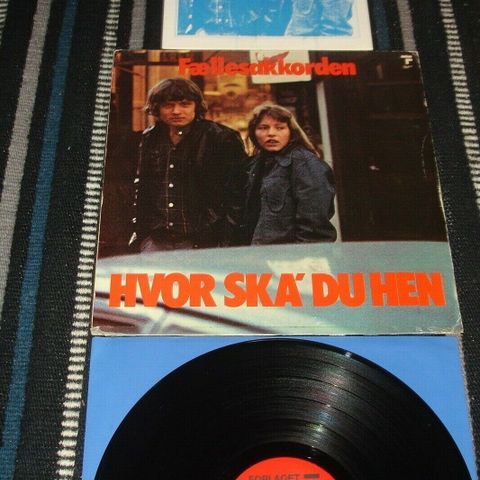 Fællesakkorden
HVOR SKA' DU HEN
FORLAGET